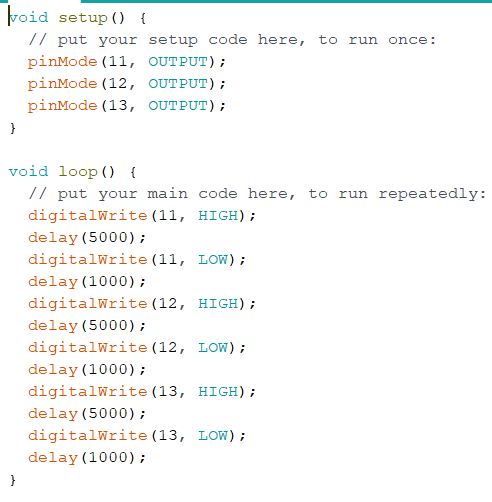 void setup() {
  // put your setup code here, to run once:
  pinMode(11, OUTPUT);
  pinMode(12, OUTPUT);
  pinMode(13, OUTPUT);
}

void loop() {
  // put your main code here, to run repeatedly:
  digitalWrite(11, HIGH);
  delay(5000);
  digitalWrite(11, LOW);
  delay(1000);
  digitalWrite(12, HIGH);
  delay(5000);
  digitalWrite(12, LOW);
  delay(1000);
  digitalWrite(13, HIGH);
  delay(5000);
  digitalWrite(13, LOW);
  delay(1000);
}